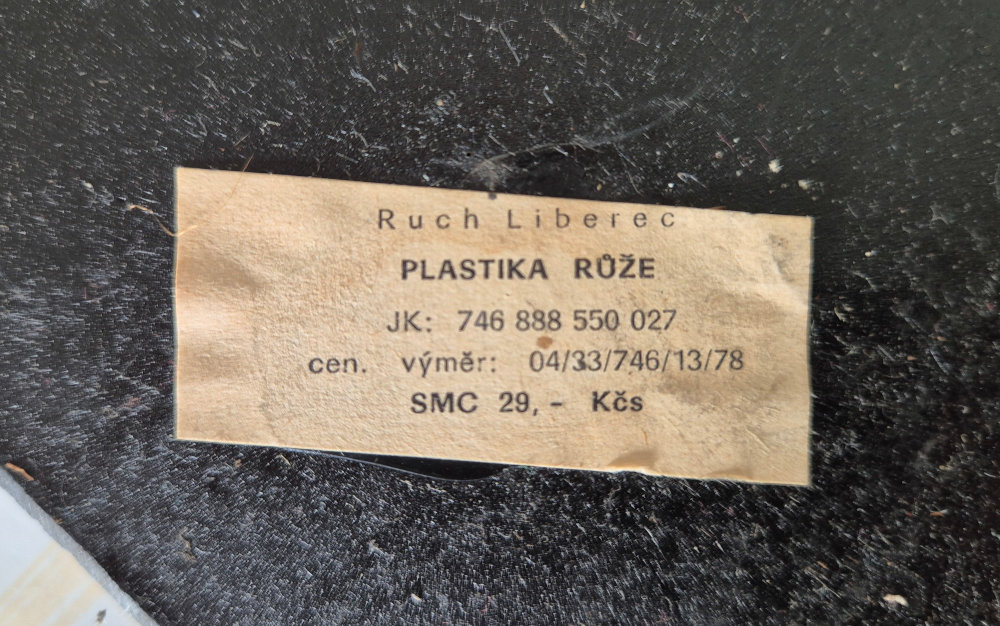 Ruch Liberec
PLASTIKA RŮŽE
JK: 746 888 550 027
cen. výměr: 04/33/746/13/78
SMC 29,- Kčs